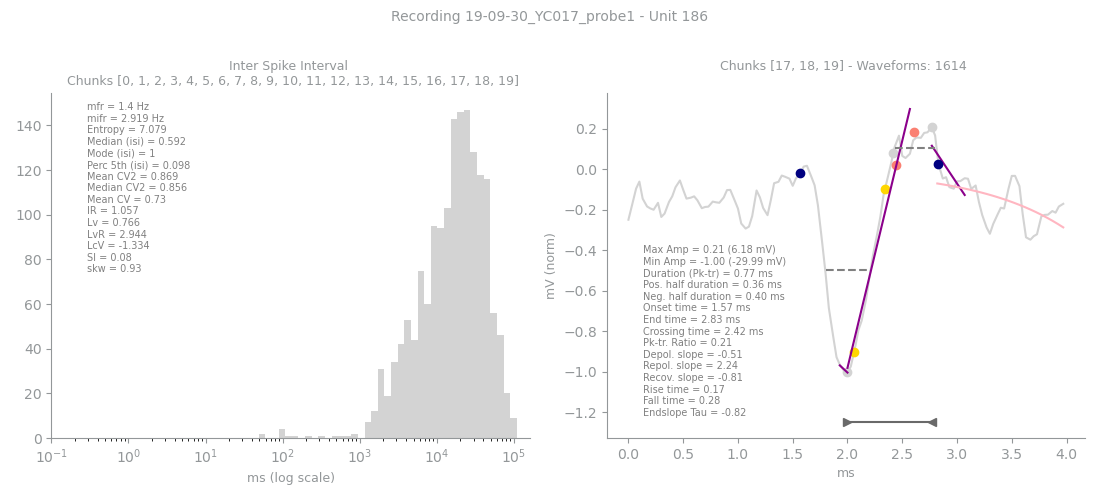 Recording 19-09-30_YC017_probe1 - Unit 186
Inter Spike Interval
Chunks [0, 1, 2, 3, 4, 5, 6, 7, 8, 9, 10, 11, 12, 13, 14, 15, 16, 17, 18, 19]
mfr = 1.4 Hz
mifr = 2.919 Hz
Entropy = 7.079
Median (isi) = 0.592
Mode (isi) = 1
Perc 5th (isi) = 0.098
Mean CV2 = 0.869
Median CV2 = 0.856
Mean CV = 0.73
IR = 1.057
Lv = 0.766
LvR = 2.944
LcV = -1.334
SI = 0.08
skw = 0.93
140
120
100
80
60
40
20
0
10⁻¹ 10⁰ 10¹ 10² 10³ 10⁴ 10⁵
ms (log scale)
Chunks [17, 18, 19] - Waveforms: 1614
mV (norm)
0.2
0.0
−0.2
−0.4
−0.6
−0.8
−1.0
−1.2
Max Amp = 0.21 (6.18 mV)
Min Amp = -1.00 (-29.99 mV)
Duration (Pk-tr) = 0.77 ms
Pos. half duration = 0.36 ms
Neg. half duration = 0.40 ms
Onset time = 1.57 ms
End time = 2.83 ms
Crossing time = 2.42 ms
Pk-tr. Ratio = 0.21
Depol. slope = -0.51
Repol. slope = 2.24
Recov. slope = -0.81
Rise time = 0.17
Fall time = 0.28
Endslope Tau = -0.82
0.0 0.5 1.0 1.5 2.0 2.5 3.0 3.5 4.0
ms